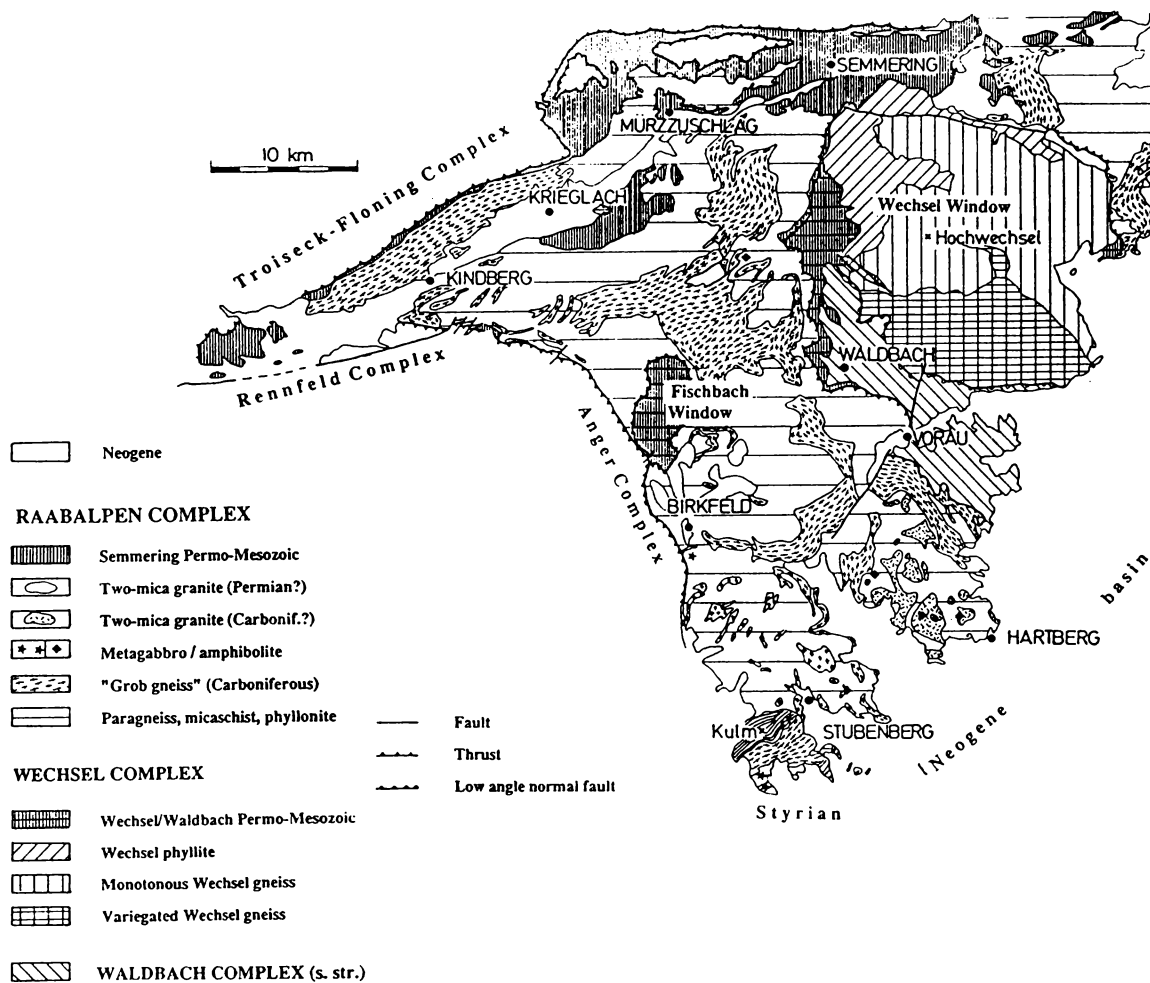 SEMMERING
MÜRZZUSCHLAG
10 km
Troiseck-Floning Complex
KRIEGLACH
Wechsel Window
Hochwechsel
KINDBERG
WALDBACH
Rennfeld Complex
Fischbach
Window
Anger Complex
VORAU
BIRKFELD
HARTBERG
Kulm
STUBENBERG
Styrian
Neogene
basin
Neogene
RAABALPEN COMPLEX
Semmering Permo-Mesozoic
Two-mica granite (Permian?)
Two-mica granite (Carbonif.?)
Metagabbro / amphibolite
"Grob gneiss" (Carboniferous)
Paragneiss, micaschist, phyllonite
Fault
Thrust
Low angle normal fault
WECHSEL COMPLEX
Wechsel/Waldbach Permo-Mesozoic
Wechsel phyllite
Monotonous Wechsel gneiss
Variegated Wechsel gneiss
WALDBACH COMPLEX (s. str.)